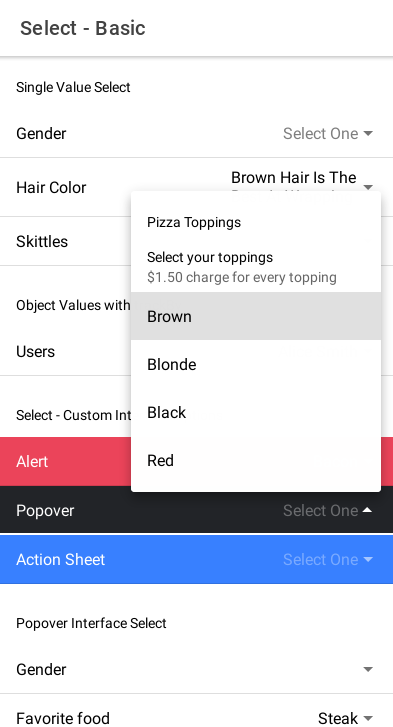 Select - Basic
Single Value Select
Gender
Select One
Hair Color
Brown Hair Is The
Skittles
Object Values with
Users
Select - Custom Int
Pizza Toppings
Select your toppings
$1.50 charge for every topping
Brown
Blonde
Black
Red
Alert
Popover
Select One
Action Sheet
Select One
Popover Interface Select
Gender
Favorite food
Steak